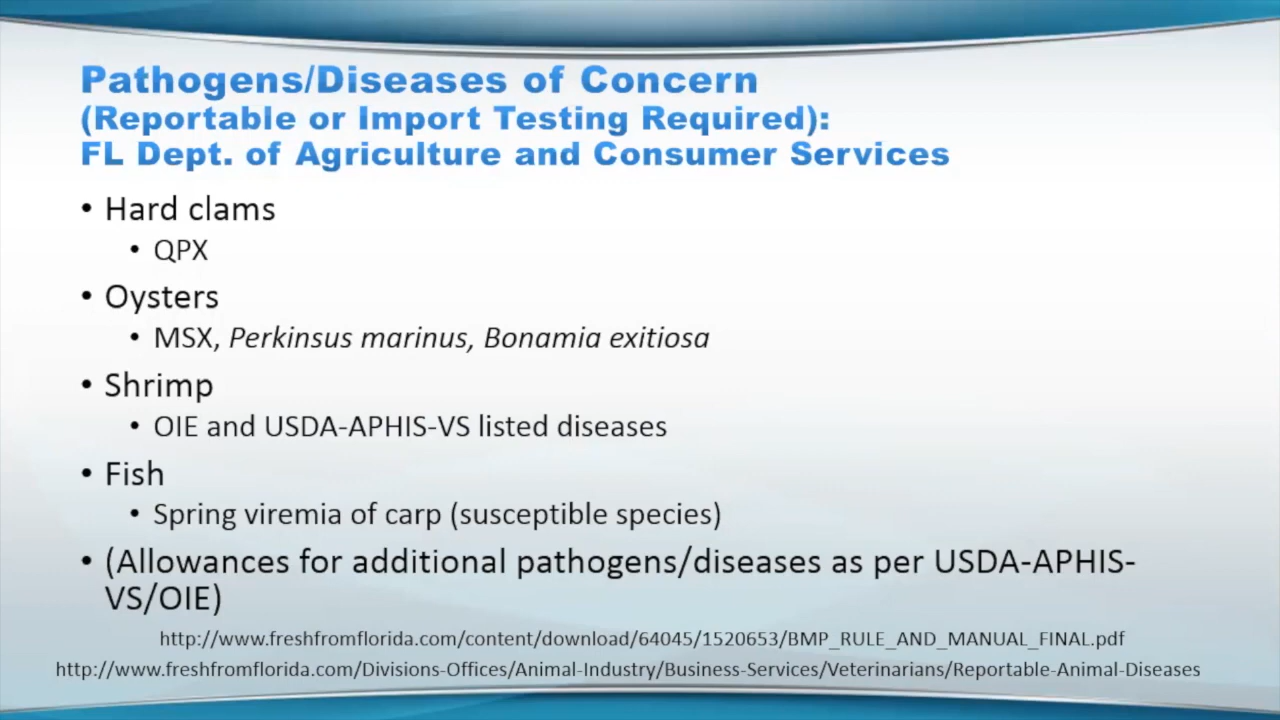 Pathogens/Diseases of Concern
(Reportable or Import Testing Required):
FL Dept. of Agriculture and Consumer Services
• Hard clams
• QPX
• Oysters
• MSX, Perkinsus marinus, Bonamia exitiosa
• Shrimp
• OIE and USDA-APHIS-VS listed diseases
• Fish
• Spring viremia of carp (susceptible species)
• (Allowances for additional pathogens/diseases as per USDA-APHIS-
VS/OIE)
http://www.freshfromflorida.com/content/download/64045/1520653/BMP_RULE_AND_MANUAL_FINAL.pdf
http://www.freshfromflorida.com/Divisions-Offices/Animal-Industry/Business-Services/Veterinarians/Reportable-Animal-Diseases